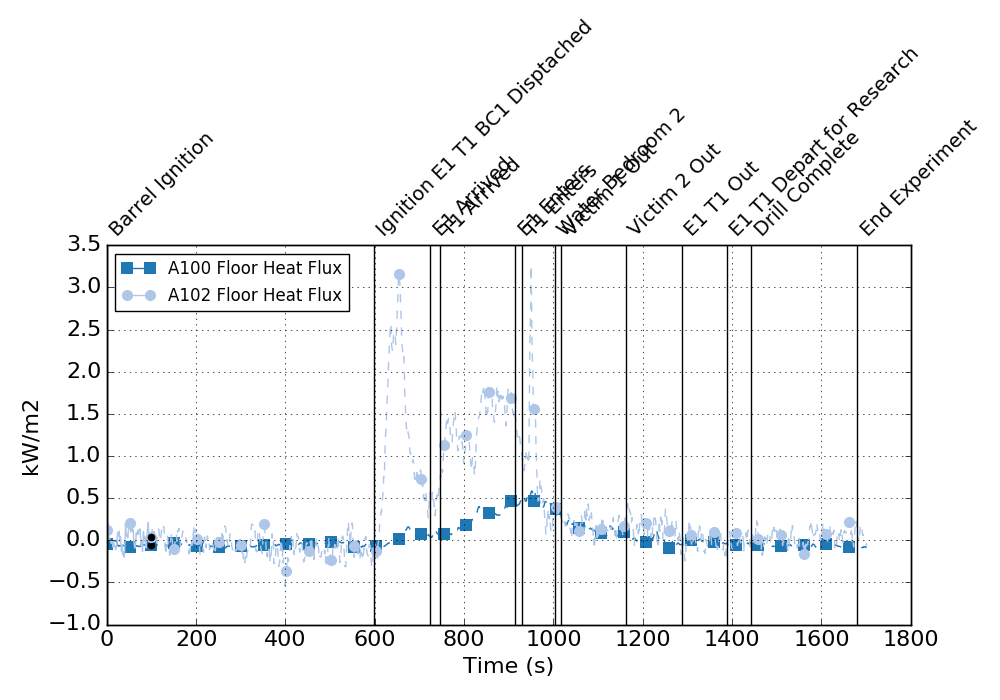 Barrel Ignition
Ignition E1 T1 BC1 Disptached
E1 Arrived
T1 Arrived
E1 Enters
T1 Enters
Water Bedroom 2
Victim 1 Out
Victim 2 Out
E1 T1 Out
E1 T1 Depart for Research
Drill Complete
End Experiment
A100 Floor Heat Flux
A102 Floor Heat Flux
3.5
3.0
2.5
2.0
1.5
1.0
0.5
0.0
−0.5
−1.0
kW/m2
0 200 400 600 800 1000 1200 1400 1600 1800
Time (s)